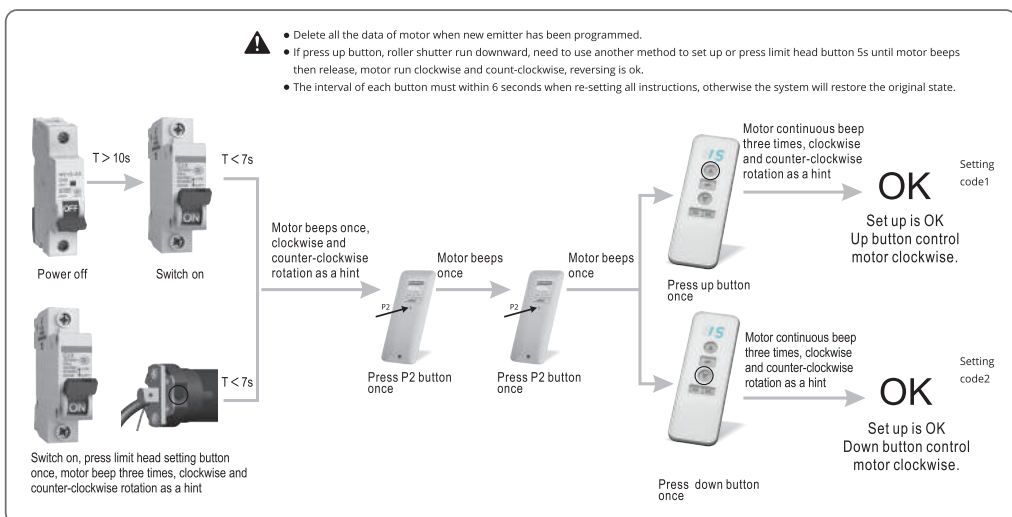 ● Delete all the data of motor when new emitter has been programmed.
● If press up button, roller shutter run downward, need to use another method to set up or press limit head button 5s until motor beeps
then release, motor run clockwise and count-clockwise, reversing is ok.
● The interval of each button must within 6 seconds when re-setting all instructions, otherwise the system will restore the original state.
T > 10s
T < 7s
OFF
ON
Power off
Switch on
Motor beeps once,
clockwise and
counter-clockwise
rotation as a hint
P2
Press P2 button
once
Motor beeps
once
P2
Press P2 button
once
Motor beeps
once
15
Press up button
once
Motor continuous beep
three times, clockwise
and counter-clockwise
rotation as a hint
OK
Set up is OK
Up button control
motor clockwise.
Setting
code1
ON
T < 7s
Switch on, press limit head setting button
once, motor beep three times, clockwise and
counter-clockwise rotation as a hint
15
Press down button
once
Motor continuous beep
three times, clockwise
and counter-clockwise
rotation as a hint
OK
Set up is OK
Down button control
motor clockwise.
Setting
code2